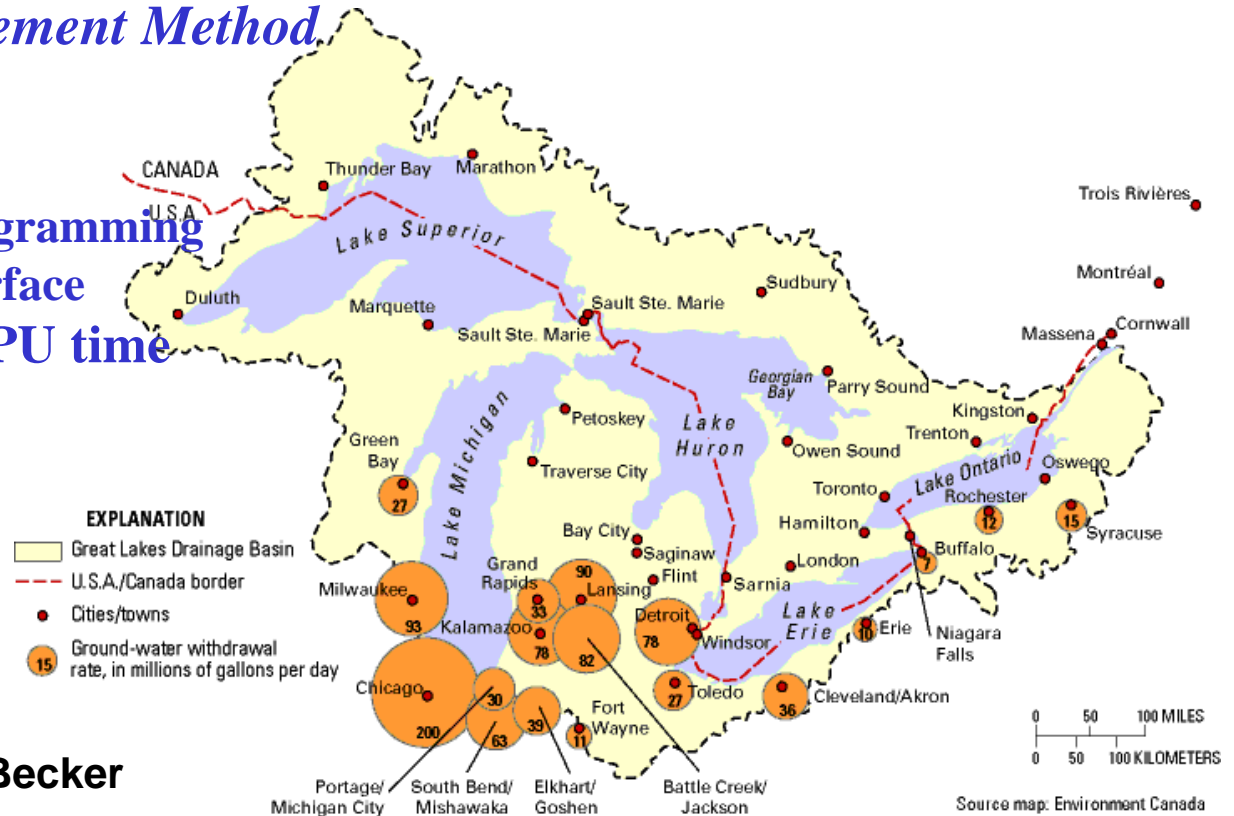 ement Method
CANADA
U.S.A.
gramming
rface
PU time
Thunder Bay
Marathon
Lake Superior
Trois Rivières
Montréal
Sudbury
Duluth
Marquette
Sault Ste. Marie
Sault Ste. Marie
Massena
Cornwall
Georgian
Bay
Parry Sound
Kingston
Trenton
Petoskey
Lake
Huron
Owen Sound
Lake Ontario
Oswego
Green
Bay
27
Lake Michigan
Traverse City
Toronto
Rochester
12
15
Syracuse
Hamilton
Bay City
Saginaw
Flint
London
Buffalo
7
Sarnia
Grand
Rapids
33
90
Lansing
Milwaukee
93
Kalamazoo
78
82
Detroit
78
Windsor
Lake
Erie
10
Erie
Niagara
Falls
Chicago
200
30
63
39
Fort
Wayne
11
27
Toledo
36
Cleveland/Akron
Portage/
Michigan City
South Bend/
Mishawaka
Elkhart/
Goshen
Battle Creek/
Jackson
EXPLANATION
Great Lakes Drainage Basin
U.S.A./Canada border
Cities/towns
15
Ground-water withdrawal
rate, in millions of gallons per day
0 50 100 MILES
0 50 100 KILOMETERS
Becker
Source map: Environment Canada